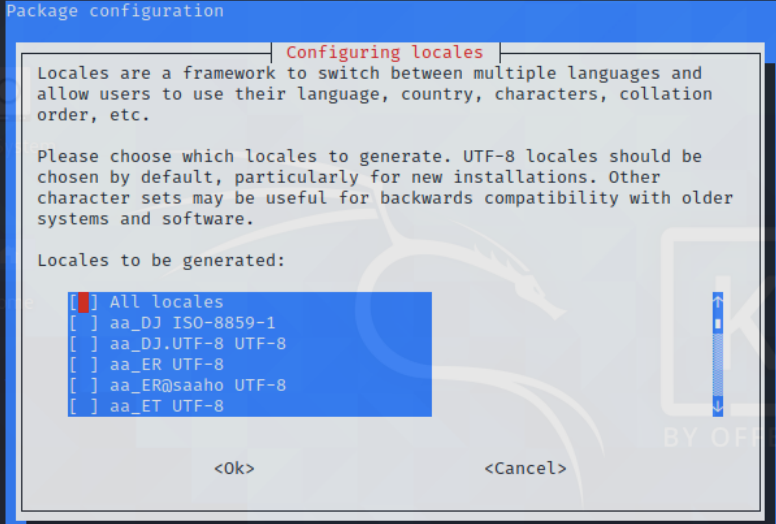 Package configuration
Configuring locales
Locales are a framework to switch between multiple languages and
allow users to use their language, country, characters, collation
order, etc.
Please choose which locales to generate. UTF-8 locales should be
chosen by default, particularly for new installations. Other
character sets may be useful for backwards compatibility with older
systems and software.
Locales to be generated:
[ ] All locales
[ ] aa_DJ ISO-8859-1
[ ] aa_DJ.UTF-8 UTF-8
[ ] aa_ER UTF-8
[ ] aa_ER@saaho UTF-8
[ ] aa_ET UTF-8
<Ok> <Cancel>
K
BY OFFE